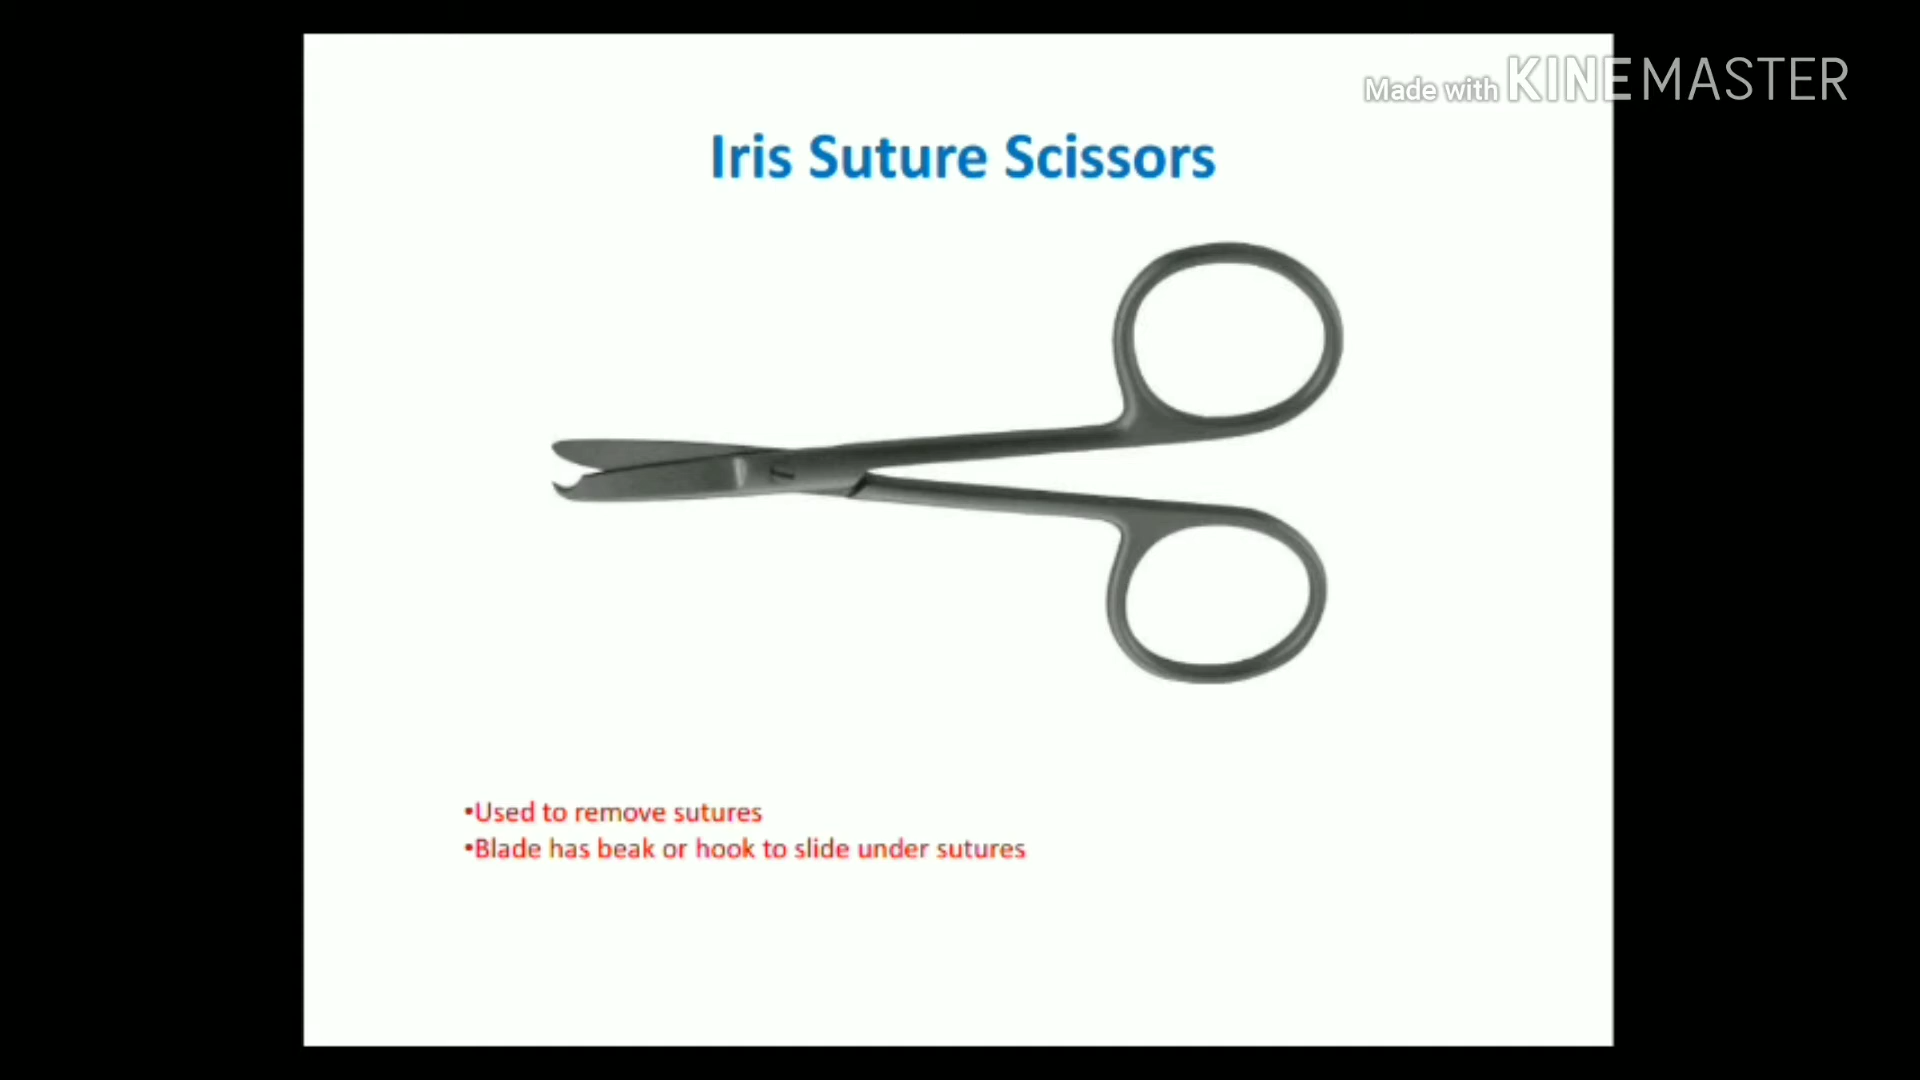 Made with KINEMASTER
Iris Suture Scissors
•Used to remove sutures
•Blade has beak or hook to slide under sutures